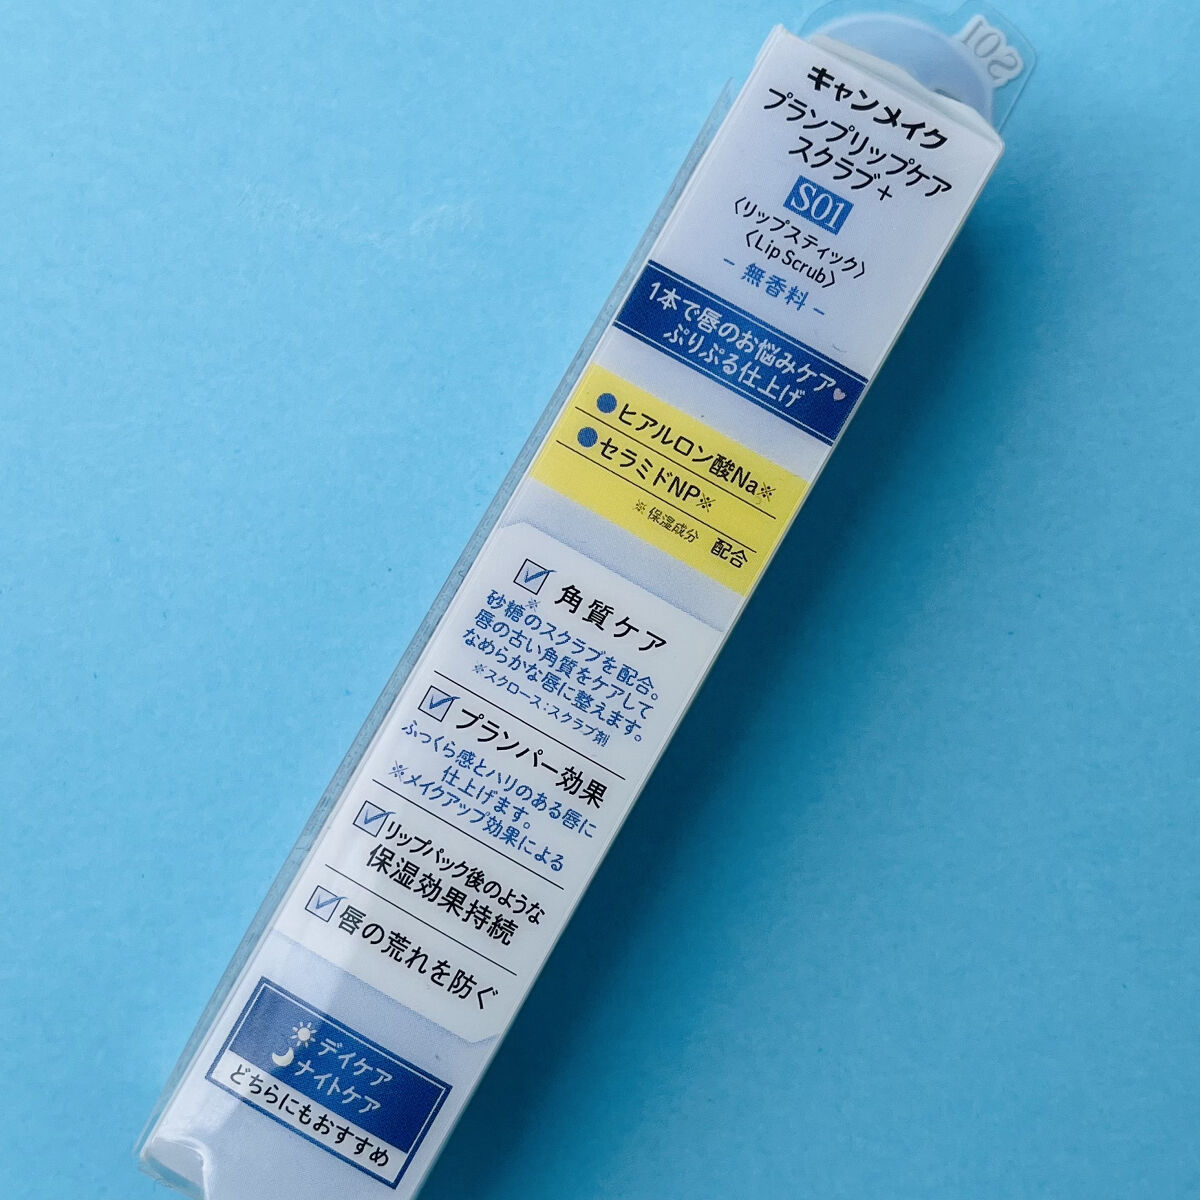 S01
キャンメイク
プランプリップケア
スクラブ+
S01
〈リップスティック〉
〈Lip Scrub〉
- 無香料 -
1本で唇のお悩みケア♥
ぷりぷる仕上げ
●ヒアルロン酸Na※
●セラミドNP※
※保湿成分 配合
角質ケア
砂糖※のスクラブを配合。
唇の古い角質をケアして
なめらかな唇に整えます。
※スクロース:スクラブ剤
プランパー効果
ふっくら感とハリのある唇に
仕上げます。
※メイクアップ効果による
リップパック後のような
保湿効果持続
唇の荒れを防ぐ
デイケア
ナイトケア
どちらにもおすすめ